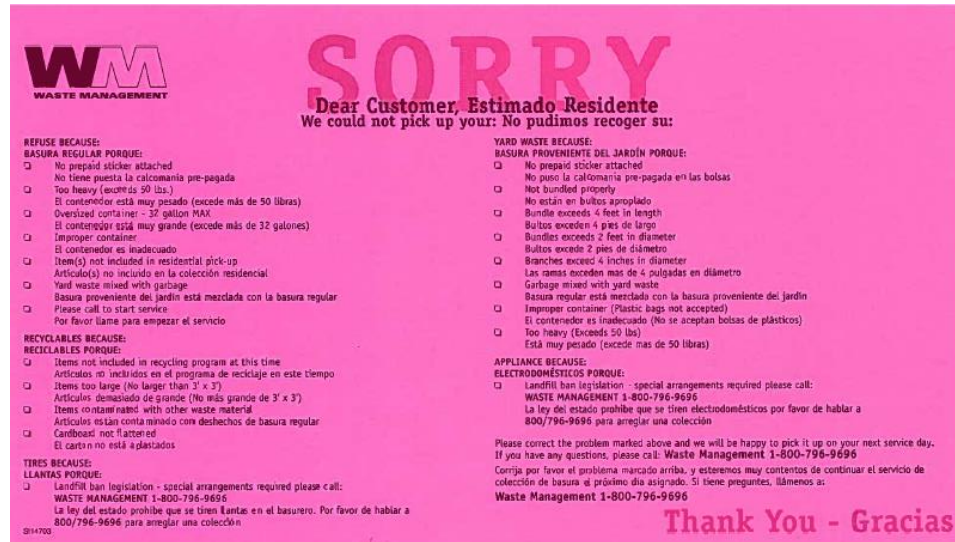 WM
WASTE MANAGEMENT
SORRY
Dear Customer, Estimado Residente
We could not pick up your: No pudimos recoger su:
REFUSE BECAUSE:
BASURA REGULAR PORQUE:
No prepaid sticker attached
No tiene puesta la calcomania pre-pagada
Too heavy (exceeds 50 lbs.)
El contenedor está muy pesado (excede más de 50 libras)
Oversized container - 32 gallon MAX
El contenedor está muy grande (excede más de 32 galones)
Improper container
El contenedor es inadecuado
Item(s) not included in residential pick-up
Articulo(s) no incluido en la colección residencial
Yard waste mixed with garbage
Basura proveniente del jardin está mezclada con la basura regular
Please call to start service
Por favor llame para empezar el servicio
RECYCLABLES BECAUSE:
RECICLABLES PORQUE:
Items not included in recycling program at this time
Articulos no incluidos en el programa de reciclaje en este tiempo
Items too large (No larger than 3' x 3')
Articulos demasiado de grande (No más grande de 3' x 3')
Items contaminated with other waste material
Articulos están contaminado com deshechos de basura regular
Cardboard not flattened
El carton no está aplastados
TIRES BECAUSE:
LLANTAS PORQUE:
Landfill ban legislation - special arrangements required please call:
WASTE MANAGEMENT 1-800-796-9696
La ley del estado prohibe que se tiren llantas en el basurero. Por favor de hablar a
800/796-9696 para arreglar una colección
SI14703
YARD WASTE BECAUSE:
BASURA PROVENIENTE DEL JARDÍN PORQUE:
No prepaid sticker attached
No puso la calcomania pre-pagada en las bolsas
Not bundled properly
No están en bultos apropiado
Bundle exceeds 4 feet in length
Bultos exceden 4 pies de largo
Bundles exceeds 2 feet in diameter
Bultos excede 2 pies de diámetro
Branches exceed 4 inches in diameter
Las ramas exceden mas de 4 pulgadas en diámetro
Garbage mixed with yard waste
Basura regular está mezclada con la basura proveniente del jardin
Improper container (Plastic bags not accepted)
El contenedor es inadecuado (No se aceptan bolsas de plásticos)
Too heavy (Exceeds 50 lbs)
Está muy pesado (excede mas de 50 libras)
APPLIANCE BECAUSE:
ELECTRODOMÉSTICOS PORQUE:
Landfill ban legislation - special arrangements required please call:
WASTE MANAGEMENT 1-800-796-9696
La ley del estado prohibe que se tiren electrodomésticos por favor de hablar a
800/796-9696 para arreglar una colección
Please correct the problem marked above and we will be happy to pick it up on your next service day.
If you have any questions, please call: Waste Management 1-800-796-9696
Corrija por favor el problema marcado arriba, y esteremos muy contentos de continuar el servicio de
colección de basura el próximo dia asignado. Si tiene preguntes, llámenos a:
Waste Management 1-800-796-9696
Thank You - Gracias